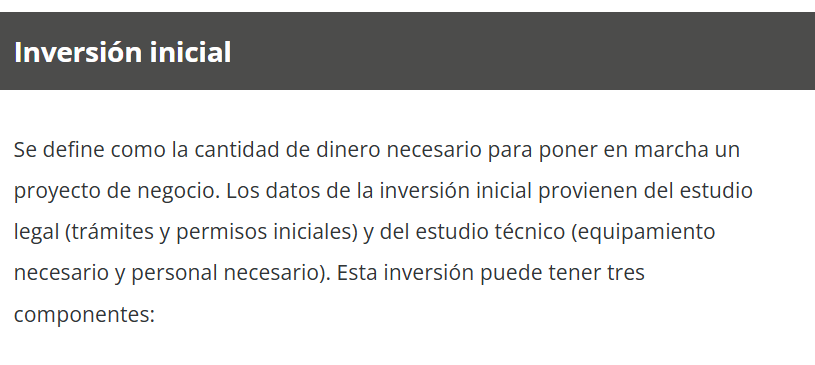 Inversión inicial
Se define como la cantidad de dinero necesario para poner en marcha un
proyecto de negocio. Los datos de la inversión inicial provienen del estudio
legal (trámites y permisos iniciales) y del estudio técnico (equipamiento
necesario y personal necesario). Esta inversión puede tener tres
componentes: